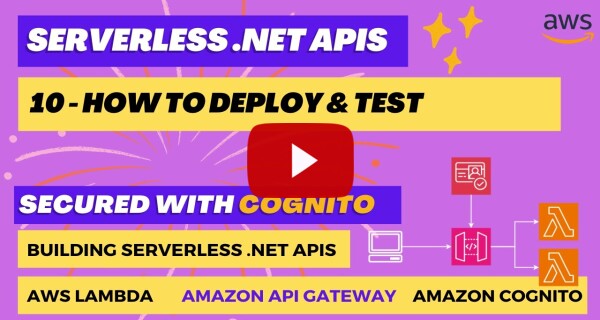 SERVERLESS .NET APIS
aws
10 - HOW TO DEPLOY & TEST
SECURED WITH COGNITO
BUILDING SERVERLESS .NET APIS
AWS LAMBDA AMAZON API GATEWAY AMAZON COGNITO